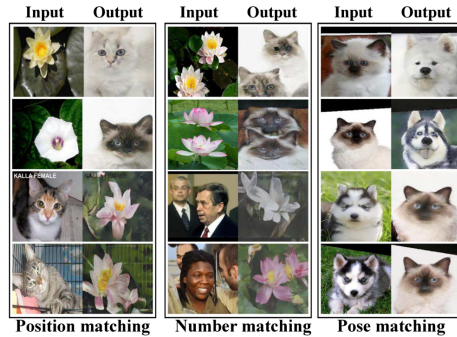 Input Output Input Output Input Output
KALLA FEMALE
Position matching Number matching Pose matching